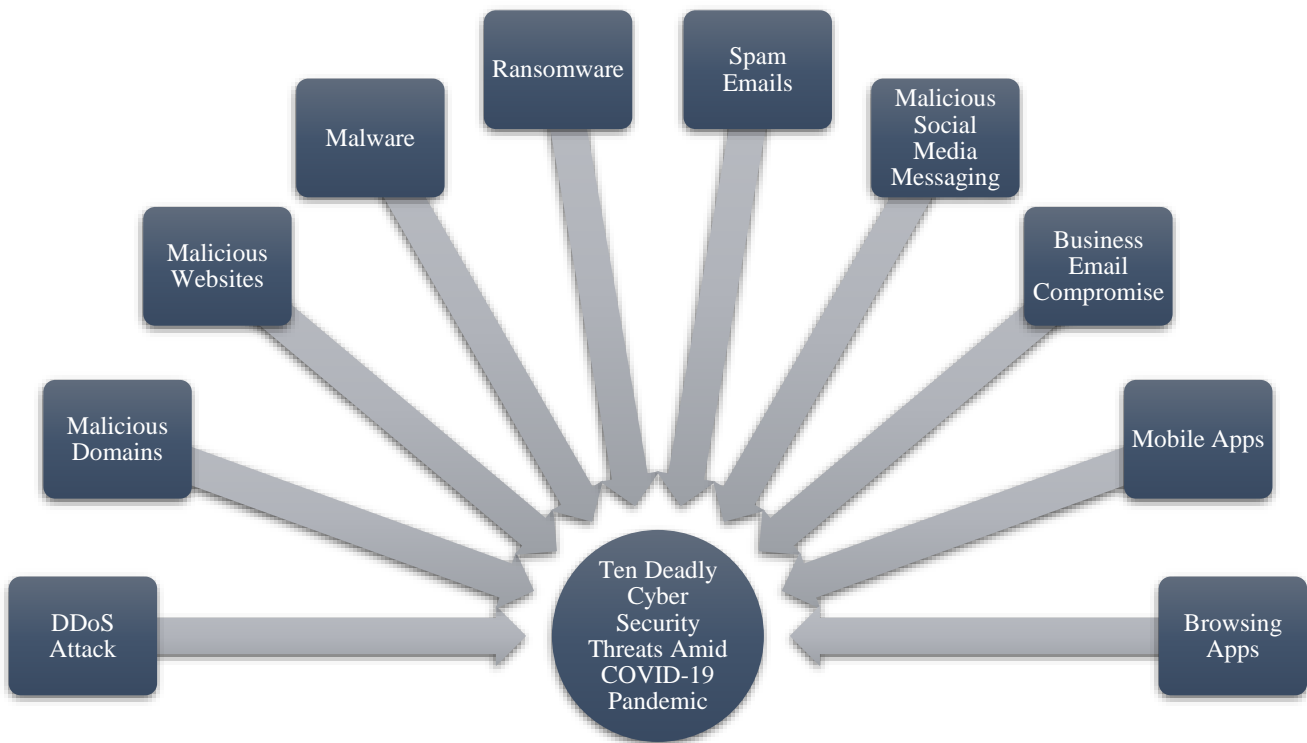 DDoS
Attack
Malicious
Domains
Malicious
Websites
Malware
Ransomware
Spam
Emails
Malicious
Social
Media
Messaging
Business
Email
Compromise
Mobile Apps
Browsing
Apps
Ten Deadly
Cyber
Security
Threats Amid
COVID-19
Pandemic